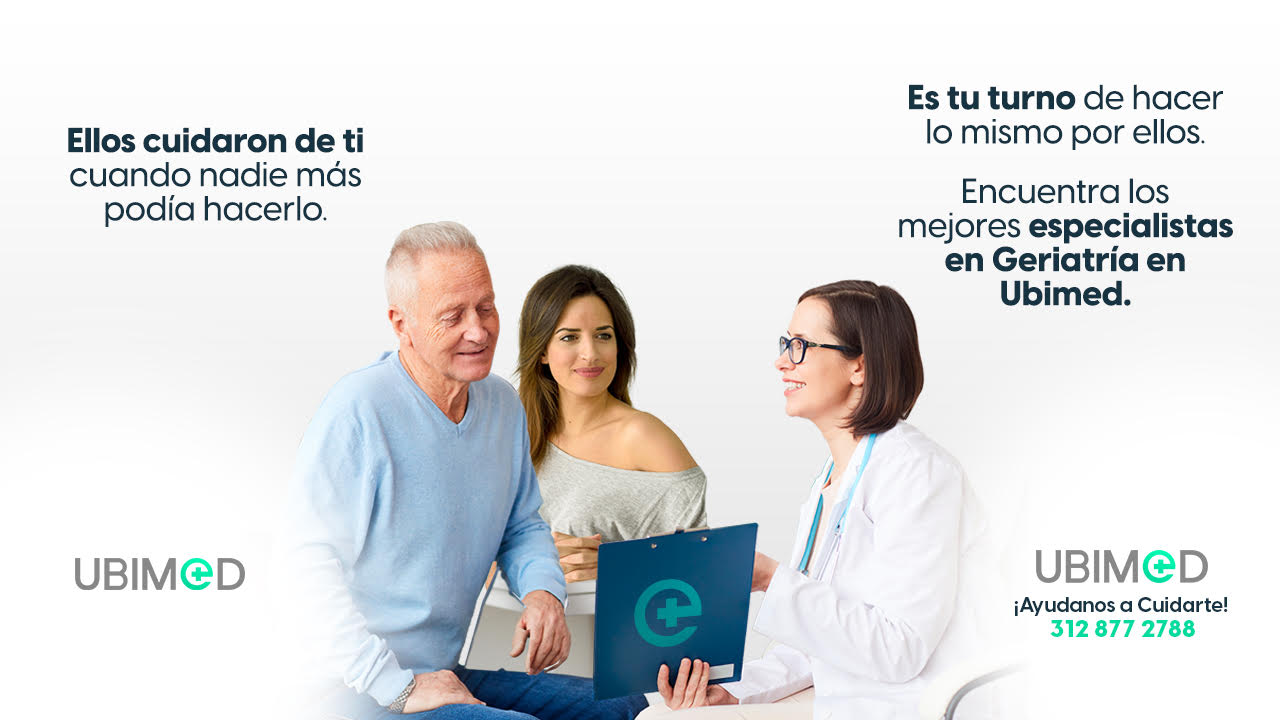 Ellos cuidaron de ti
cuando nadie más
podía hacerlo.
Es tu turno de hacer
lo mismo por ellos.
Encuentra los
mejores especialistas
en Geriatría en
Ubimed.
UBIMeD
UBIMeD
¡Ayudanos a Cuidarte!
312 877 2788